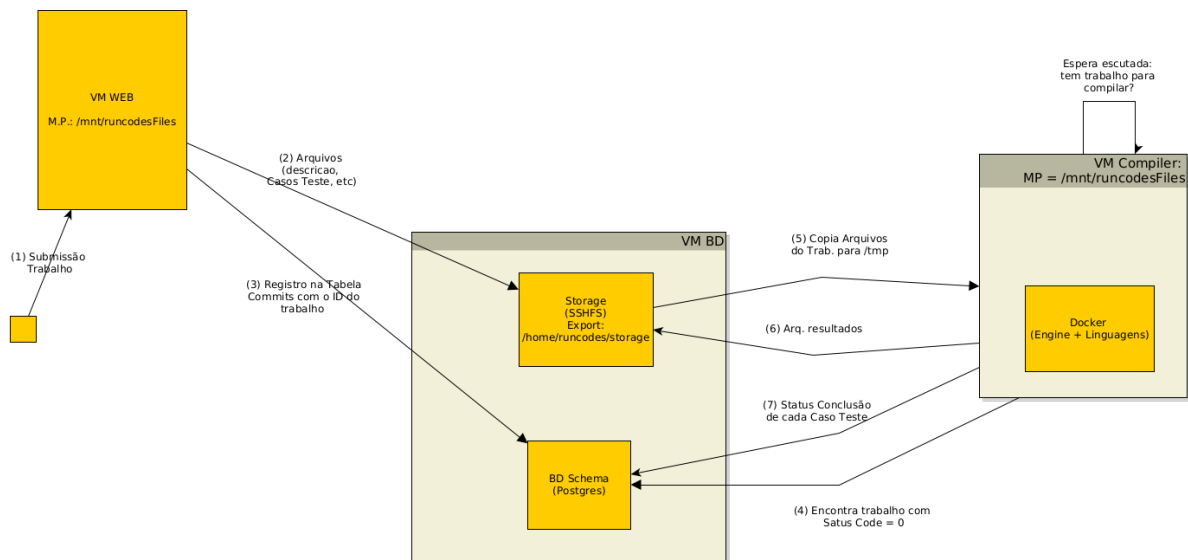 VM WEB
M.P.: /mnt/runcodesFiles
(1) Submissão
Trabalho
(2) Arquivos
(descricao,
Casos Teste, etc)
(3) Registro na Tabela
Commits com o ID do
trabalho
VM BD
Storage
(SSHFS)
Export:
/home/runcodes/storage
BD Schema
(Postgres)
(5) Copia Arquivos
do Trab. para /tmp
(6) Arq. resultados
(7) Status Conclusão
de cada Caso Teste
(4) Encontra trabalho com
Satus Code = 0
Espera escutada:
tem trabalho para
compilar?
VM Compiler:
MP = /mnt/runcodesFiles
Docker
(Engine + Linguagens)